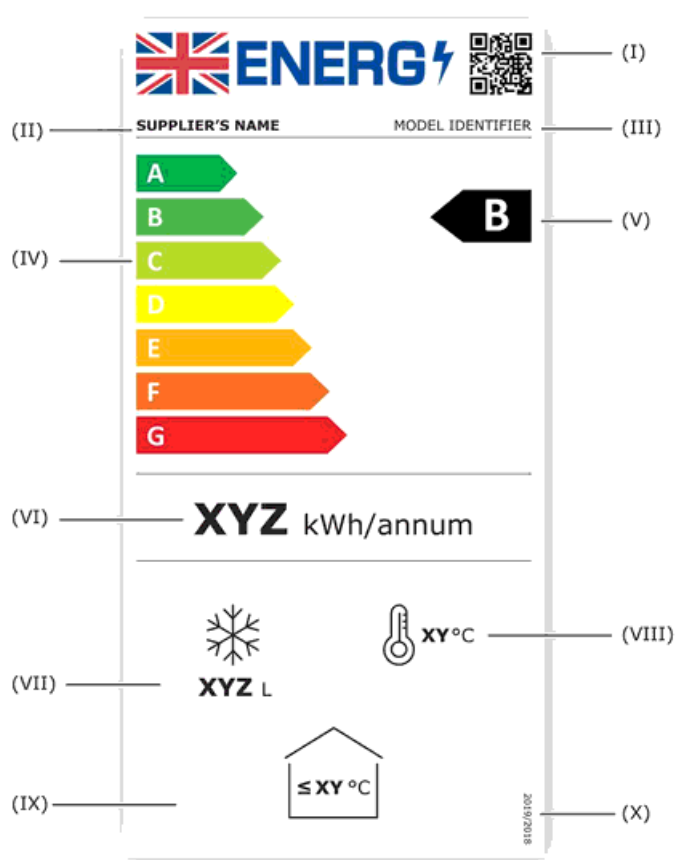 ENERG
(I)
(II)
SUPPLIER'S NAME
MODEL IDENTIFIER
(III)
A
B
B
(V)
(IV)
C
D
E
F
G
(VI)
XYZ kWh/annum
XY°C
(VIII)
(VII)
XYZ L
≤ XY °C
(IX)
2019/2018
(X)